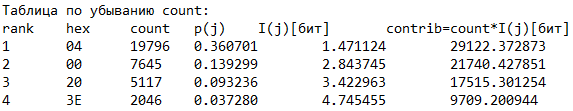 Таблица по убыванию count:
rank hex count p(j) I(j)[бит] contrib=count*I(j)[бит]
1 04 19796 0.360701 1.471124 29122.372873
2 00 7645 0.139299 2.843745 21740.427851
3 20 5117 0.093236 3.422963 17515.301254
4 3E 2046 0.037280 4.745455 9709.200944